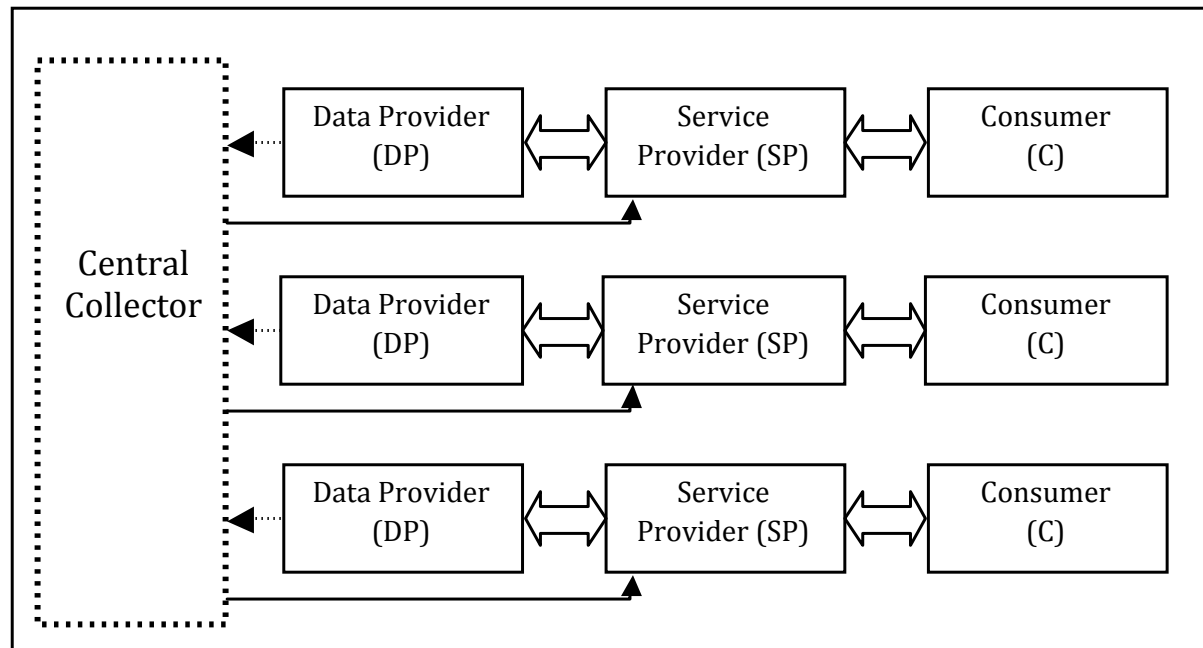 Data Provider
(DP)
Service
Provider (SP)
Consumer
(C)
Central
Collector
Data Provider
(DP)
Service
Provider (SP)
Consumer
(C)
Data Provider
(DP)
Service
Provider (SP)
Consumer
(C)